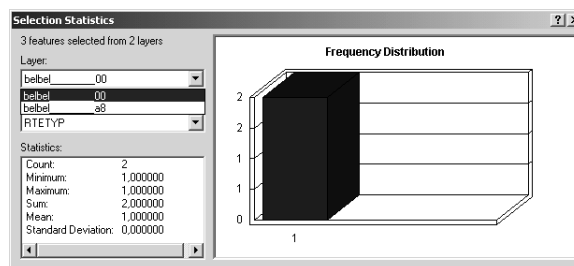 Selection Statistics
3 features selected from 2 layers
Layer:
belbel________00
belbel________00
belbel________a8
RTETYP
Statistics:
Count: 2
Minimum: 1,000000
Maximum: 1,000000
Sum: 2,000000
Mean: 1,000000
Standard Deviation: 0,000000
Frequency Distribution
2
2
1
1
0
1